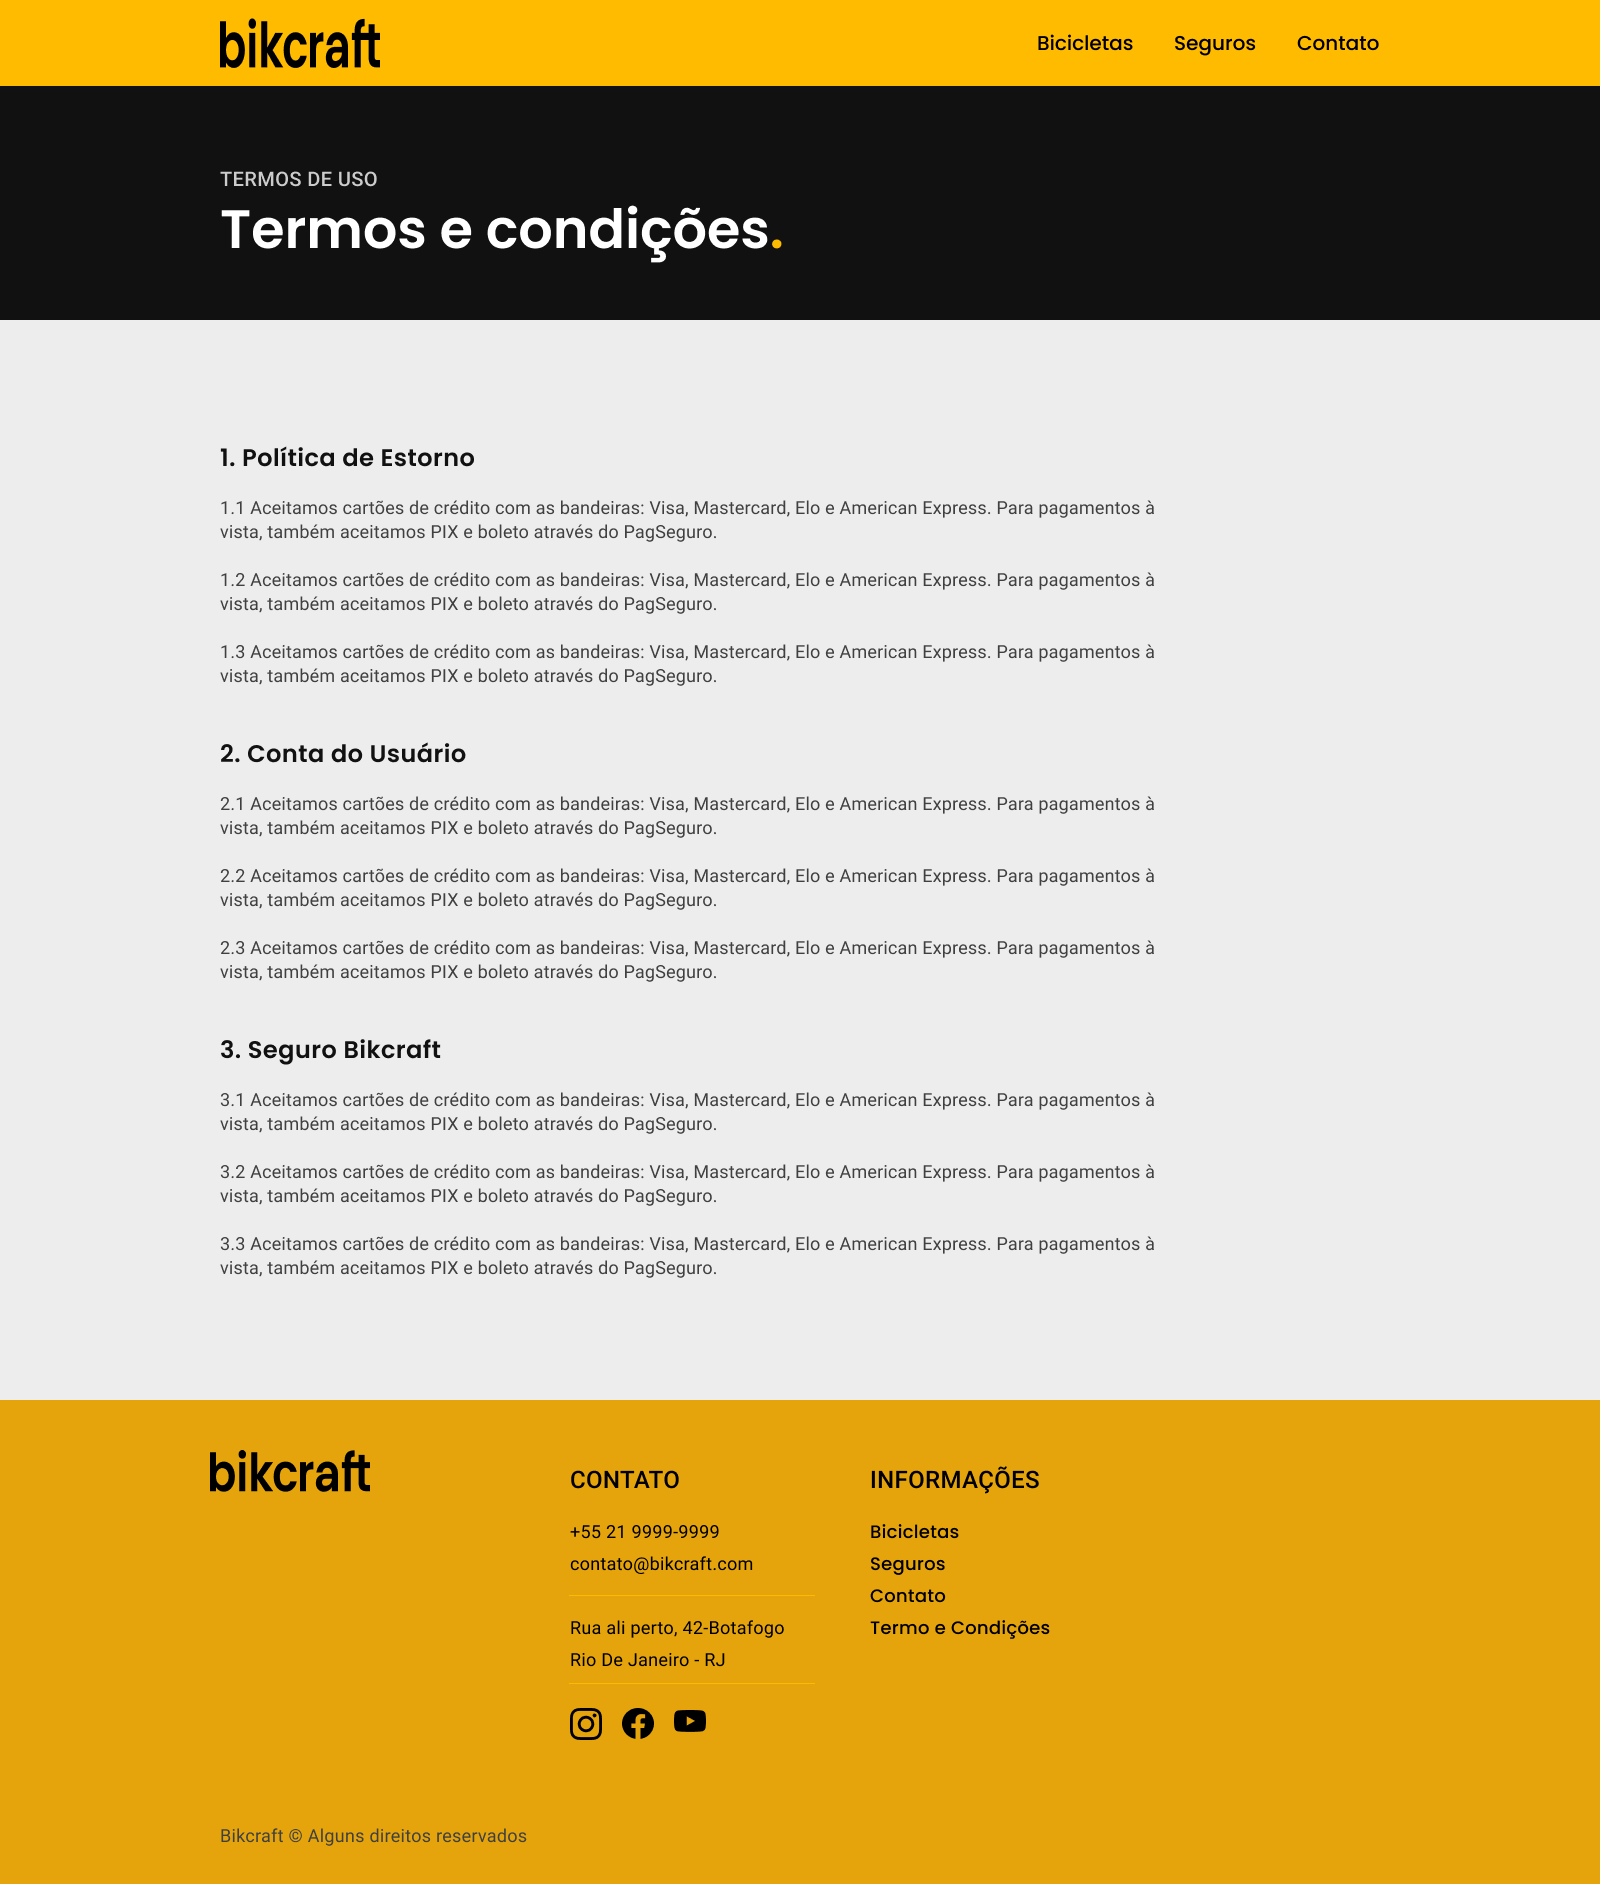 bikcraft
Bicicletas Seguros Contato
TERMOS DE USO
Termos e condições.
1. Política de Estorno
1.1 Aceitamos cartões de crédito com as bandeiras: Visa, Mastercard, Elo e American Express. Para pagamentos à
vista, também aceitamos PIX e boleto através do PagSeguro.
1.2 Aceitamos cartões de crédito com as bandeiras: Visa, Mastercard, Elo e American Express. Para pagamentos à
vista, também aceitamos PIX e boleto através do PagSeguro.
1.3 Aceitamos cartões de crédito com as bandeiras: Visa, Mastercard, Elo e American Express. Para pagamentos à
vista, também aceitamos PIX e boleto através do PagSeguro.
2. Conta do Usuário
2.1 Aceitamos cartões de crédito com as bandeiras: Visa, Mastercard, Elo e American Express. Para pagamentos à
vista, também aceitamos PIX e boleto através do PagSeguro.
2.2 Aceitamos cartões de crédito com as bandeiras: Visa, Mastercard, Elo e American Express. Para pagamentos à
vista, também aceitamos PIX e boleto através do PagSeguro.
2.3 Aceitamos cartões de crédito com as bandeiras: Visa, Mastercard, Elo e American Express. Para pagamentos à
vista, também aceitamos PIX e boleto através do PagSeguro.
3. Seguro Bikcraft
3.1 Aceitamos cartões de crédito com as bandeiras: Visa, Mastercard, Elo e American Express. Para pagamentos à
vista, também aceitamos PIX e boleto através do PagSeguro.
3.2 Aceitamos cartões de crédito com as bandeiras: Visa, Mastercard, Elo e American Express. Para pagamentos à
vista, também aceitamos PIX e boleto através do PagSeguro.
3.3 Aceitamos cartões de crédito com as bandeiras: Visa, Mastercard, Elo e American Express. Para pagamentos à
vista, também aceitamos PIX e boleto através do PagSeguro.
bikcraft
CONTATO
+55 21 9999-9999
contato@bikcraft.com
Rua ali perto, 42-Botafogo
Rio De Janeiro - RJ
INFORMAÇÕES
Bicicletas
Seguros
Contato
Termo e Condições
Bikcraft © Alguns direitos reservados